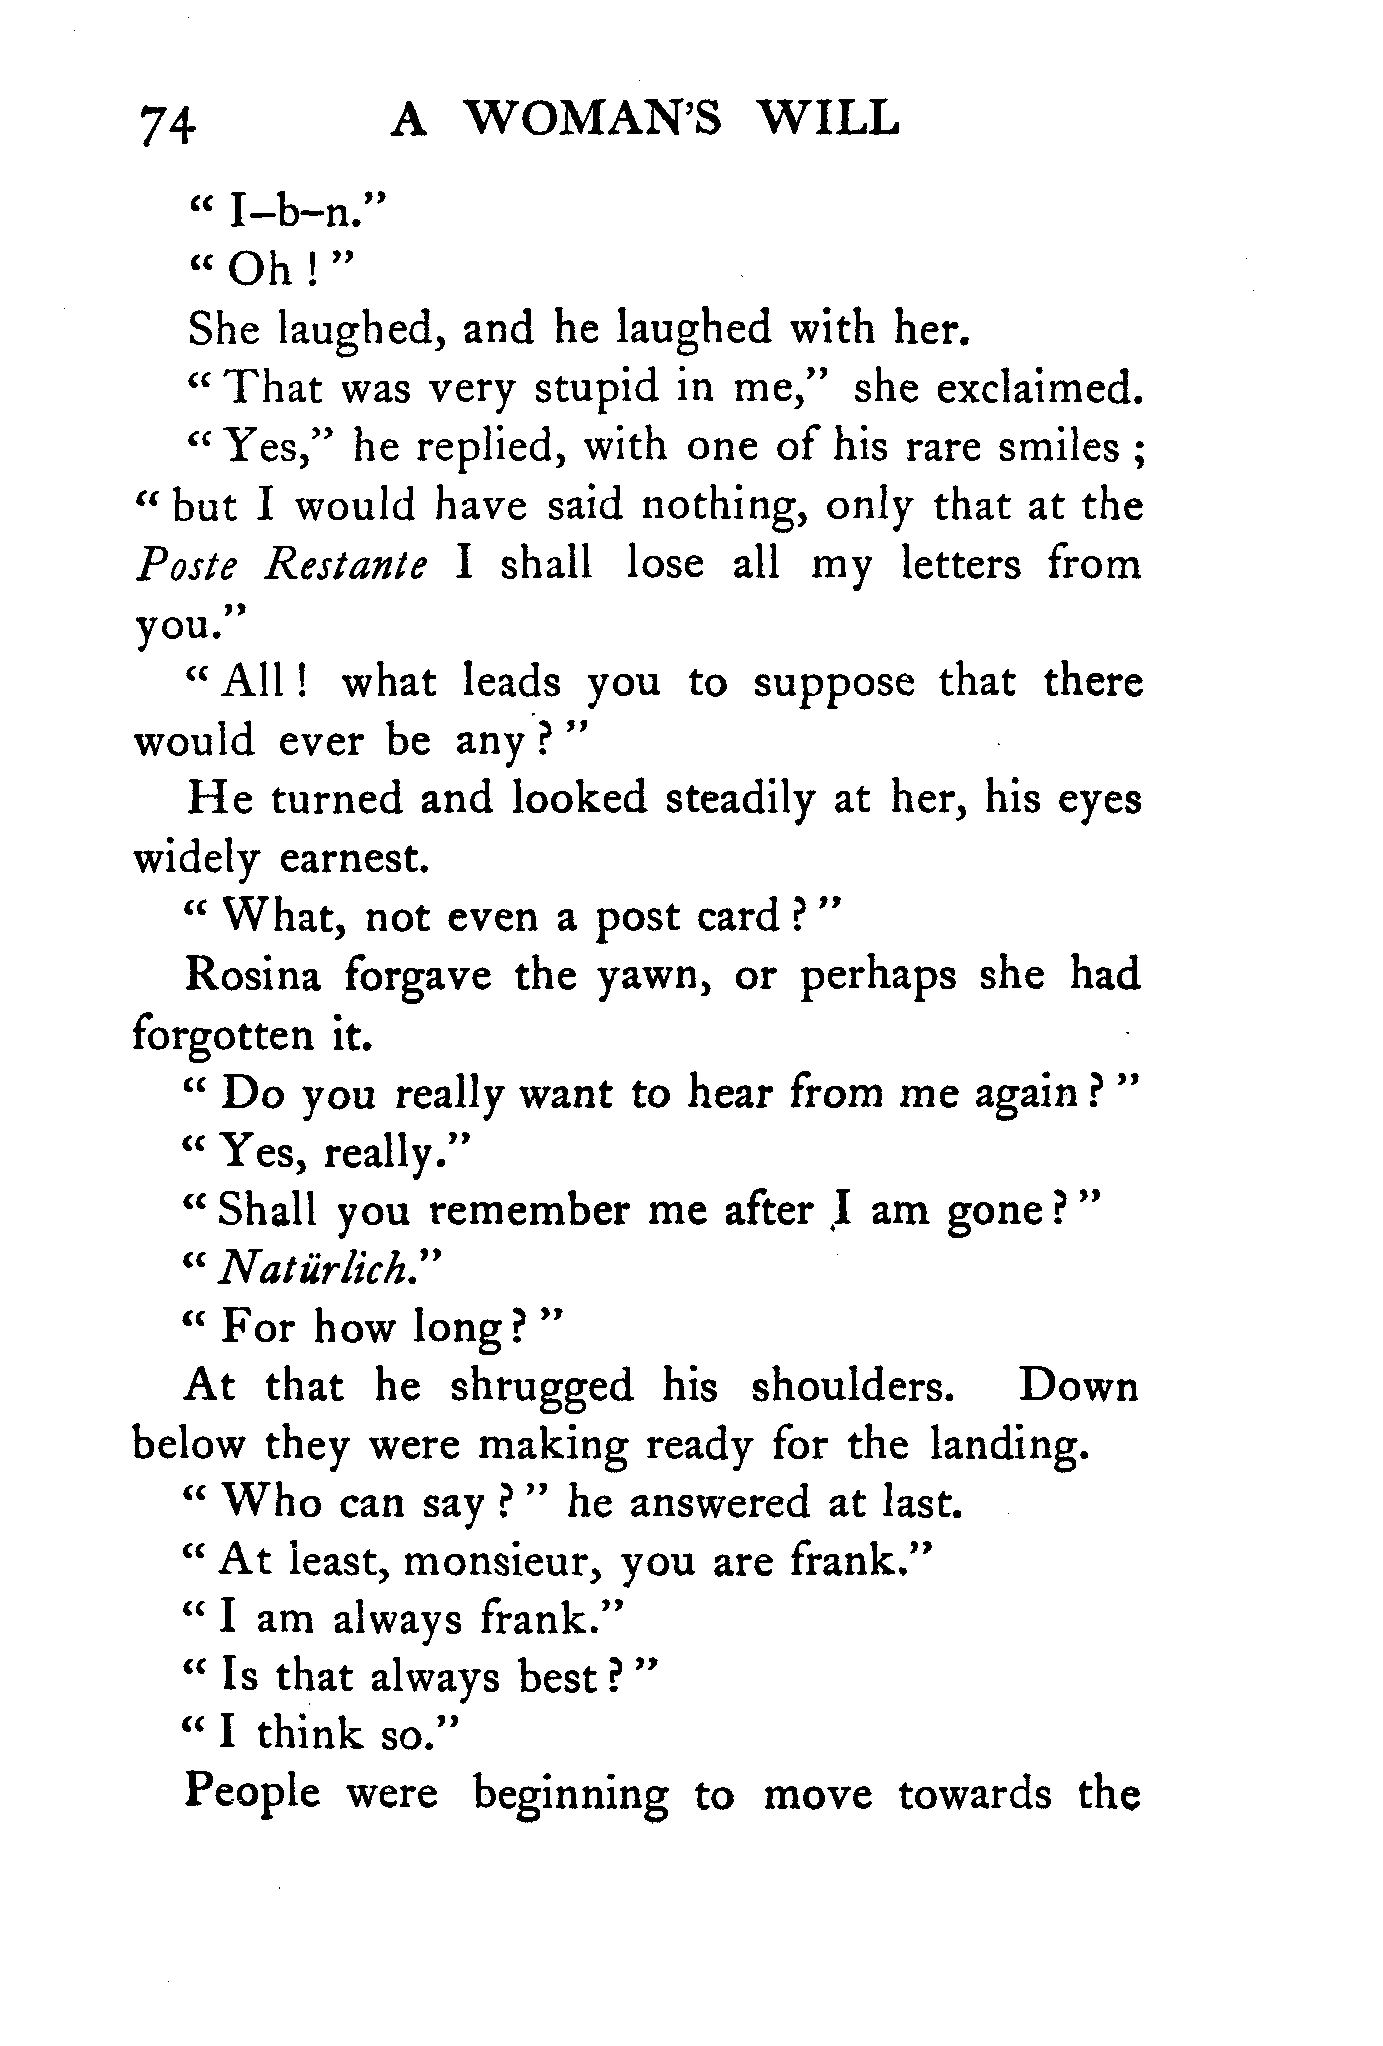 74 A WOMAN'S WILL
“ I–b–n.”
“ Oh ! ”
She laughed, and he laughed with her.
“ That was very stupid in me,” she exclaimed.
“ Yes,” he replied, with one of his rare smiles ;
“ but I would have said nothing, only that at the
Poste Restante I shall lose all my letters from
you.”
“ All ! what leads you to suppose that there
would ever be any ? ”
He turned and looked steadily at her, his eyes
widely earnest.
“ What, not even a post card ? ”
Rosina forgave the yawn, or perhaps she had
forgotten it.
“ Do you really want to hear from me again ? ”
“ Yes, really.”
“ Shall you remember me after I am gone ? ”
“ Natürlich.”
“ For how long ? ”
At that he shrugged his shoulders. Down
below they were making ready for the landing.
“ Who can say ? ” he answered at last.
“ At least, monsieur, you are frank.”
“ I am always frank.”
“ Is that always best ? ”
“ I think so.”
People were beginning to move towards the